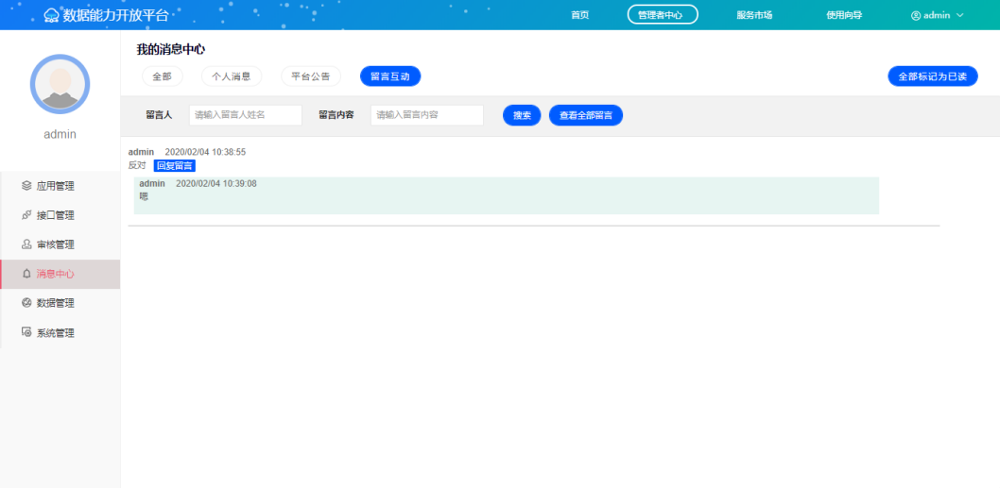 数据能力开放平台
首页 管理者中心 服务市场 使用向导 admin
admin
应用管理
接口管理
审核管理
消息中心
数据管理
系统管理
我的消息中心
全部 个人消息 平台公告 留言互动 全部标记为已读
留言人 请输入留言人姓名 留言内容 请输入留言内容 搜索 查看全部留言
admin 2020/02/04 10:38:55
反对 回复留言
admin 2020/02/04 10:39:08
嗯